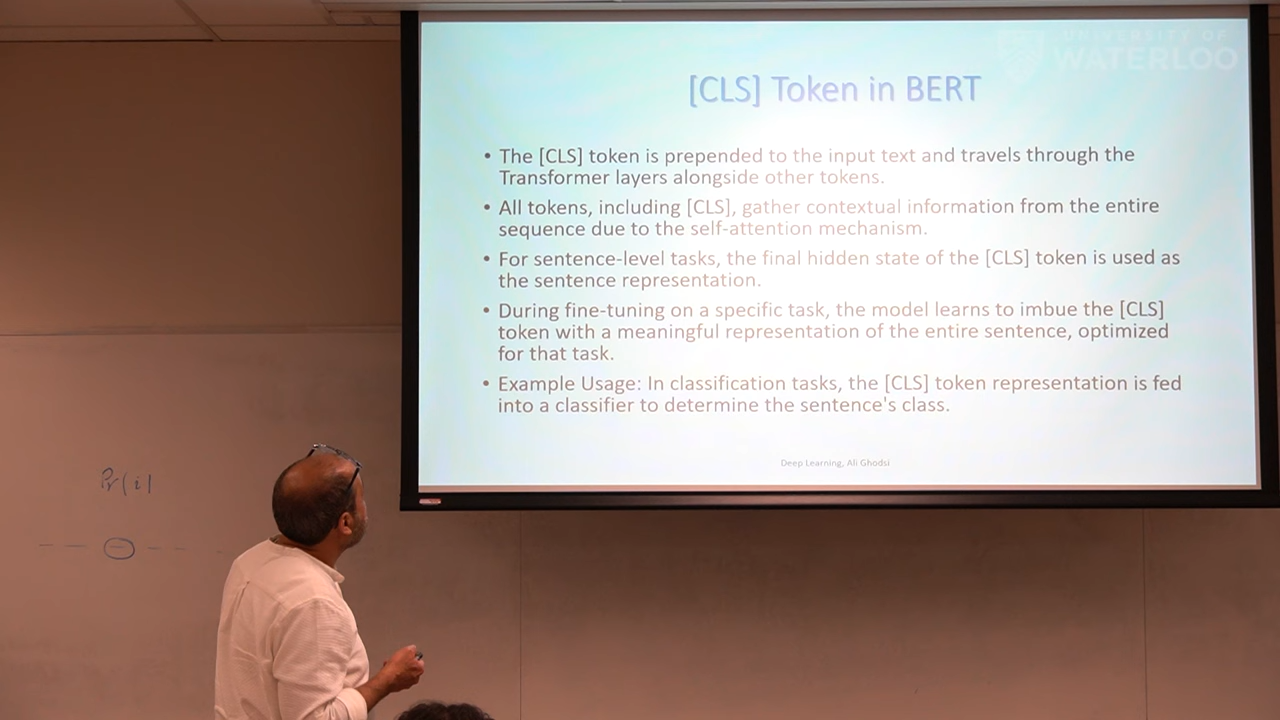 UNIVERSITY OF
WATERLOO
[CLS] Token in BERT
• The [CLS] token is prepended to the input text and travels through the
Transformer layers alongside other tokens.
• All tokens, including [CLS], gather contextual information from the entire
sequence due to the self-attention mechanism.
• For sentence-level tasks, the final hidden state of the [CLS] token is used as
the sentence representation.
• During fine-tuning on a specific task, the model learns to imbue the [CLS]
token with a meaningful representation of the entire sentence, optimized
for that task.
• Example Usage: In classification tasks, the [CLS] token representation is fed
into a classifier to determine the sentence's class.
Deep Learning, Ali Ghodsi
Pr(i|